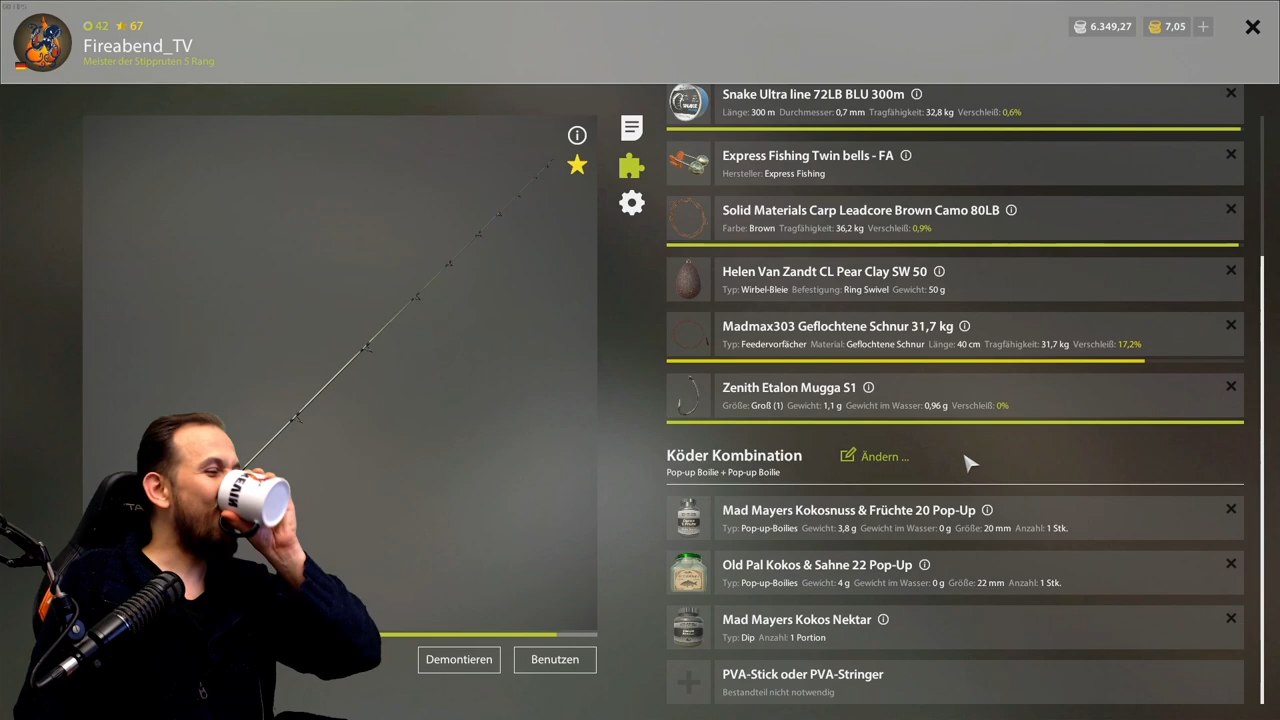 42 67
Fireabend_TV
Meister der Stippruten 5 Rang
6.349,27
7,05
Snake Ultra line 72LB BLU 300m
Länge: 300 m Durchmesser: 0,7 mm Tragfähigkeit: 32,8 kg Verschleiß: 0,6%
Express Fishing Twin bells - FA
Hersteller: Express Fishing
Solid Materials Carp Leadcore Brown Camo 80LB
Farbe: Brown Tragfähigkeit: 36,2 kg Verschleiß: 0,9%
Helen Van Zandt CL Pear Clay SW 50
Typ: Wirbel-Bleie Befestigung: Ring Swivel Gewicht: 50 g
Madmax303 Geflochtene Schnur 31,7 kg
Typ: Feedervorfächer Material: Geflochtene Schnur Länge: 40 cm Tragfähigkeit: 31,7 kg Verschleiß: 17,2%
Zenith Etalon Mugga S1
Größe: Groß (1) Gewicht: 1,1 g Gewicht im Wasser: 0,96 g Verschleiß: 0%
Köder Kombination
Ändern ...
Pop-up Boilie + Pop-up Boilie
Mad Mayers Kokosnuss & Früchte 20 Pop-Up
Typ: Pop-up-Boilies Gewicht: 3,8 g Gewicht im Wasser: 0 g Größe: 20 mm Anzahl: 1 Stk.
Old Pal Kokos & Sahne 22 Pop-Up
Typ: Pop-up-Boilies Gewicht: 4 g Gewicht im Wasser: 0 g Größe: 22 mm Anzahl: 1 Stk.
Mad Mayers Kokos Nektar
Typ: Dip Anzahl: 1 Portion
PVA-Stick oder PVA-Stringer
Bestandteil nicht notwendig
Demontieren
Benutzen
KEVIN